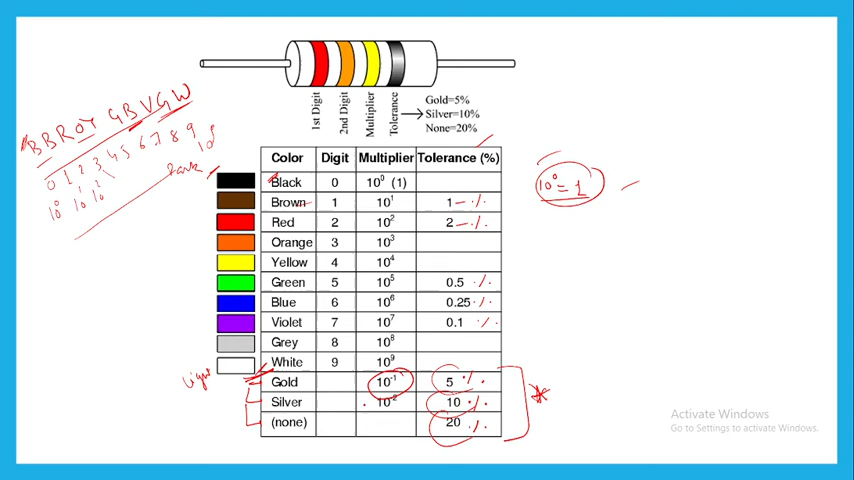 1st Digit
2nd Digit
Multiplier
Tolerance
Gold=5%
Silver=10%
None=20%
BBROY GBVGW
0 1 2 3 4 5 6 7 8 9
10⁰ 10¹ 10²
10⁹
Dark
Color Digit Multiplier Tolerance (%)
Black 0 10⁰ (1)
Brown 1 10¹ 1 %
Red 2 10² 2 %
Orange 3 10³
Yellow 4 10⁴
Green 5 10⁵ 0.5 %
Blue 6 10⁶ 0.25 %
Violet 7 10⁷ 0.1 %
Grey 8 10⁸
White 9 10⁹
Gold 10⁻¹ 5 %
Silver 10⁻² 10 %
(none) 20 %
10⁰ = 1
Activate Windows
Go to Settings to activate Windows.